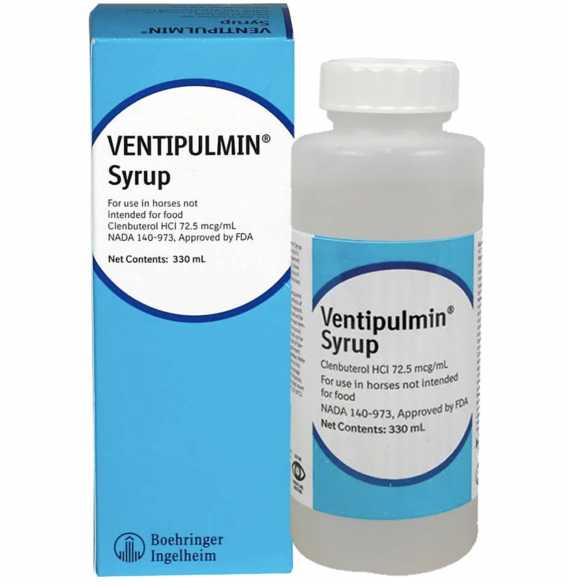 VENTIPULMIN®
Syrup
VENTIPULMIN®
Syrup
For use in horses not
intended for food
Clenbuterol HCl 72.5 mcg/mL
NADA 140-973, Approved by FDA
Net Contents: 330 mL
Boehringer
Ingelheim
Ventipulmin®
Syrup
Clenbuterol HCl 72.5 mcg/mL
For use in horses not intended
for food
NADA 140-973, Approved by FDA
Net Contents: 330 mL